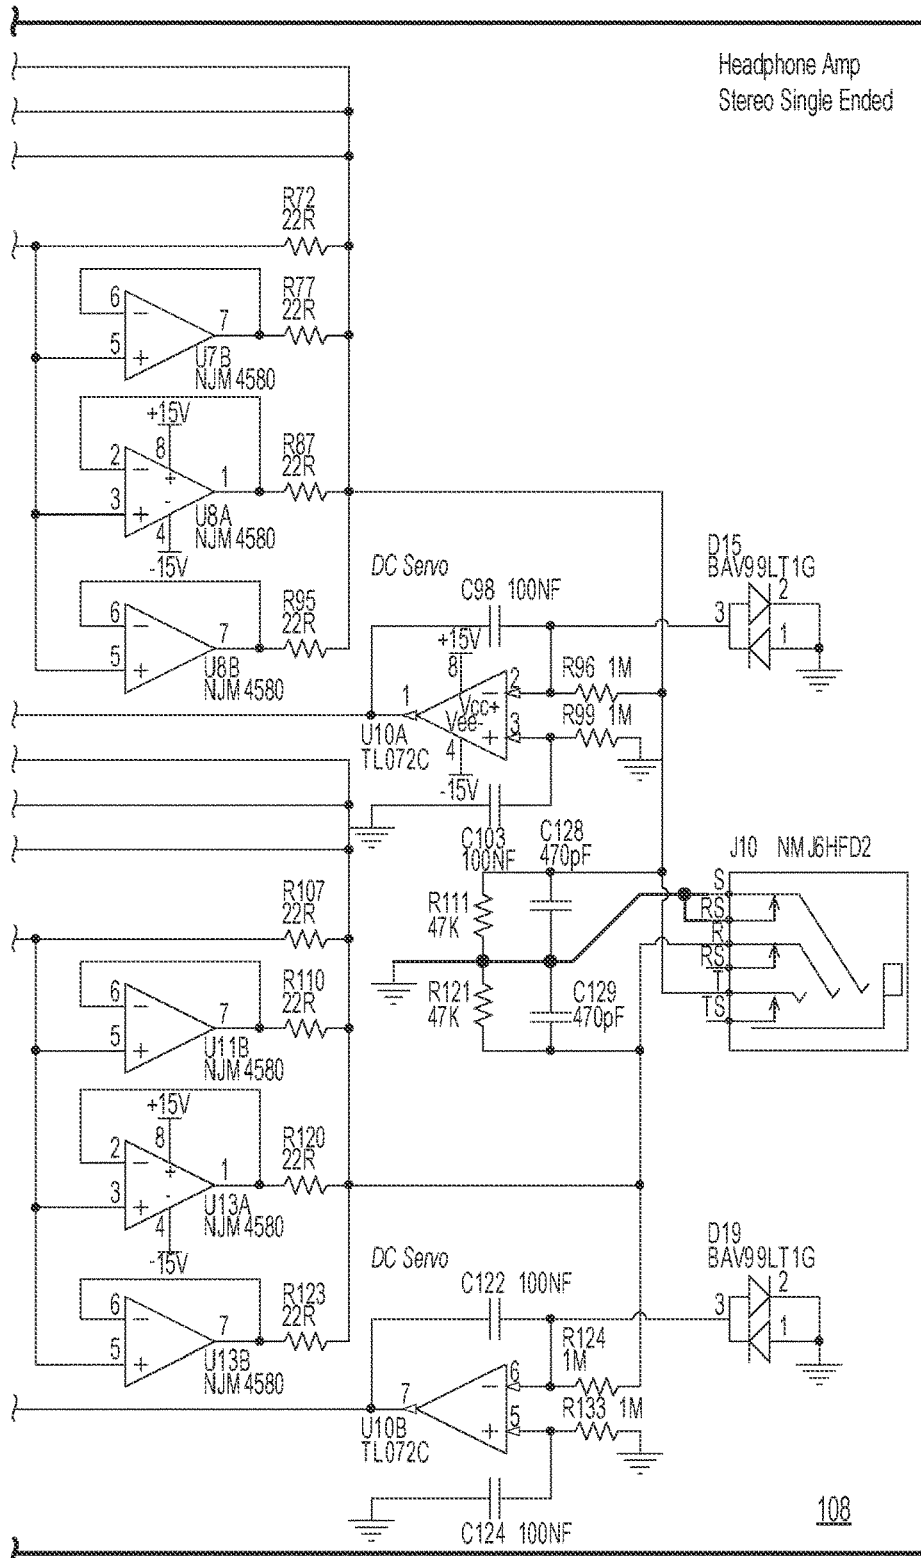 Headphone Amp
Stereo Single Ended
R72
22R
R77
22R
6
5
7
−
+
U7B
NJM4580
+15V
8
R87
22R
2
3
1
−
+
+
-
4
U8A
NJM4580
-15V
R95
22R
6
5
7
−
+
U8B
NJM4580
DC Servo
C98 100NF
D15
BAV99LT1G
2
3
1
+15V
8
1
2
3
−
+
Vcc+
Vee-
4
R96 1M
R99 1M
U10A
TL072C
-15V
C103
100NF
C128
470pF
J10 NMJ6HFD2
S
RS
R
RS
T
TS
R111
47K
R121
47K
C129
470pF
R107
22R
R110
22R
6
5
7
−
+
U11B
NJM4580
+15V
8
R120
22R
2
3
1
−
+
+
-
4
U13A
NJM4580
-15V
R123
22R
6
5
7
−
+
U13B
NJM4580
DC Servo
C122 100NF
D19
BAV99LT1G
2
3
1
R124
1M
6
5
7
−
+
R133 1M
U10B
TL072C
C124 100NF
108